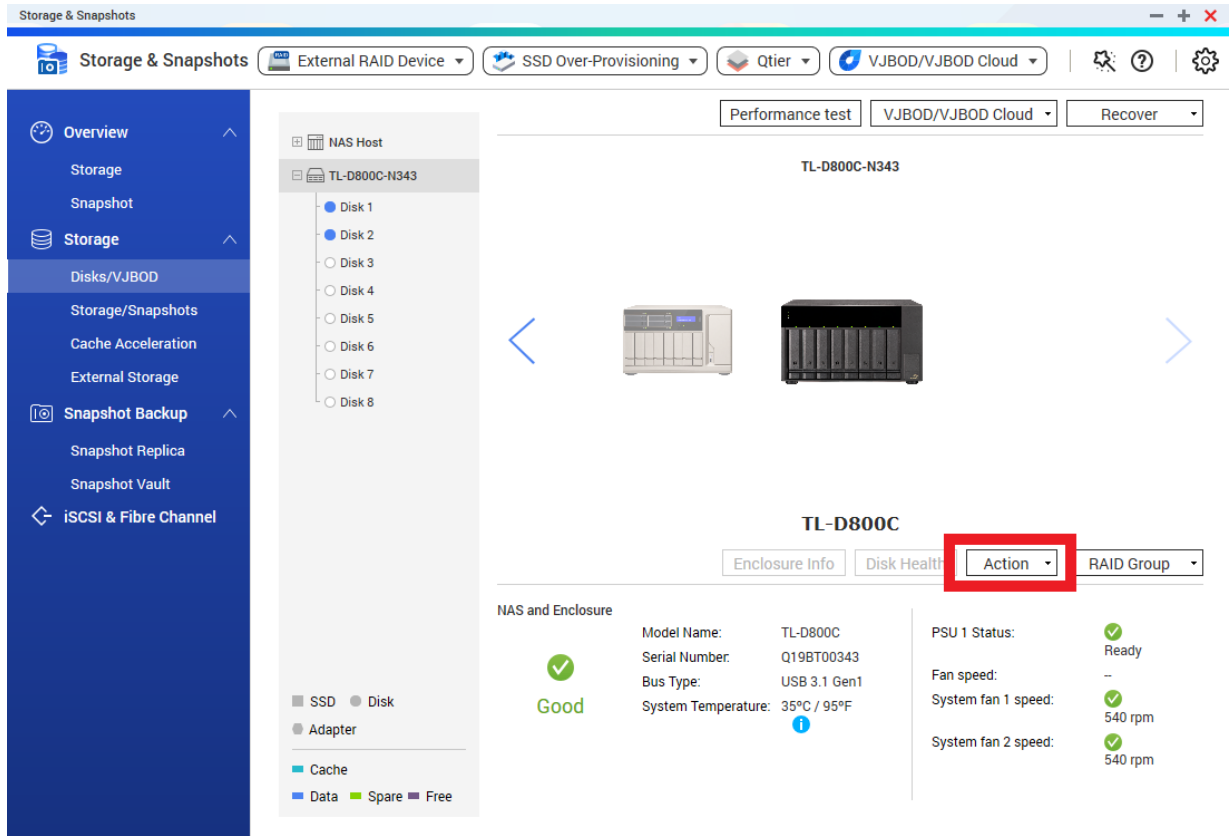 Storage & Snapshots
Storage & Snapshots
External RAID Device
SSD Over-Provisioning
Qtier
VJBOD/VJBOD Cloud
Overview
Storage
Snapshot
Storage
Disks/VJBOD
Storage/Snapshots
Cache Acceleration
External Storage
Snapshot Backup
Snapshot Replica
Snapshot Vault
iSCSI & Fibre Channel
NAS Host
TL-D800C-N343
Disk 1
Disk 2
Disk 3
Disk 4
Disk 5
Disk 6
Disk 7
Disk 8
SSD
Disk
Adapter
Cache
Data
Spare
Free
Performance test
VJBOD/VJBOD Cloud
Recover
TL-D800C-N343
TL-D800C
Enclosure Info
Disk Health
Action
RAID Group
NAS and Enclosure
Good
Model Name: TL-D800C
Serial Number: Q19BT00343
Bus Type: USB 3.1 Gen1
System Temperature: 35ºC / 95ºF
PSU 1 Status: Ready
Fan speed: --
System fan 1 speed: 540 rpm
System fan 2 speed: 540 rpm